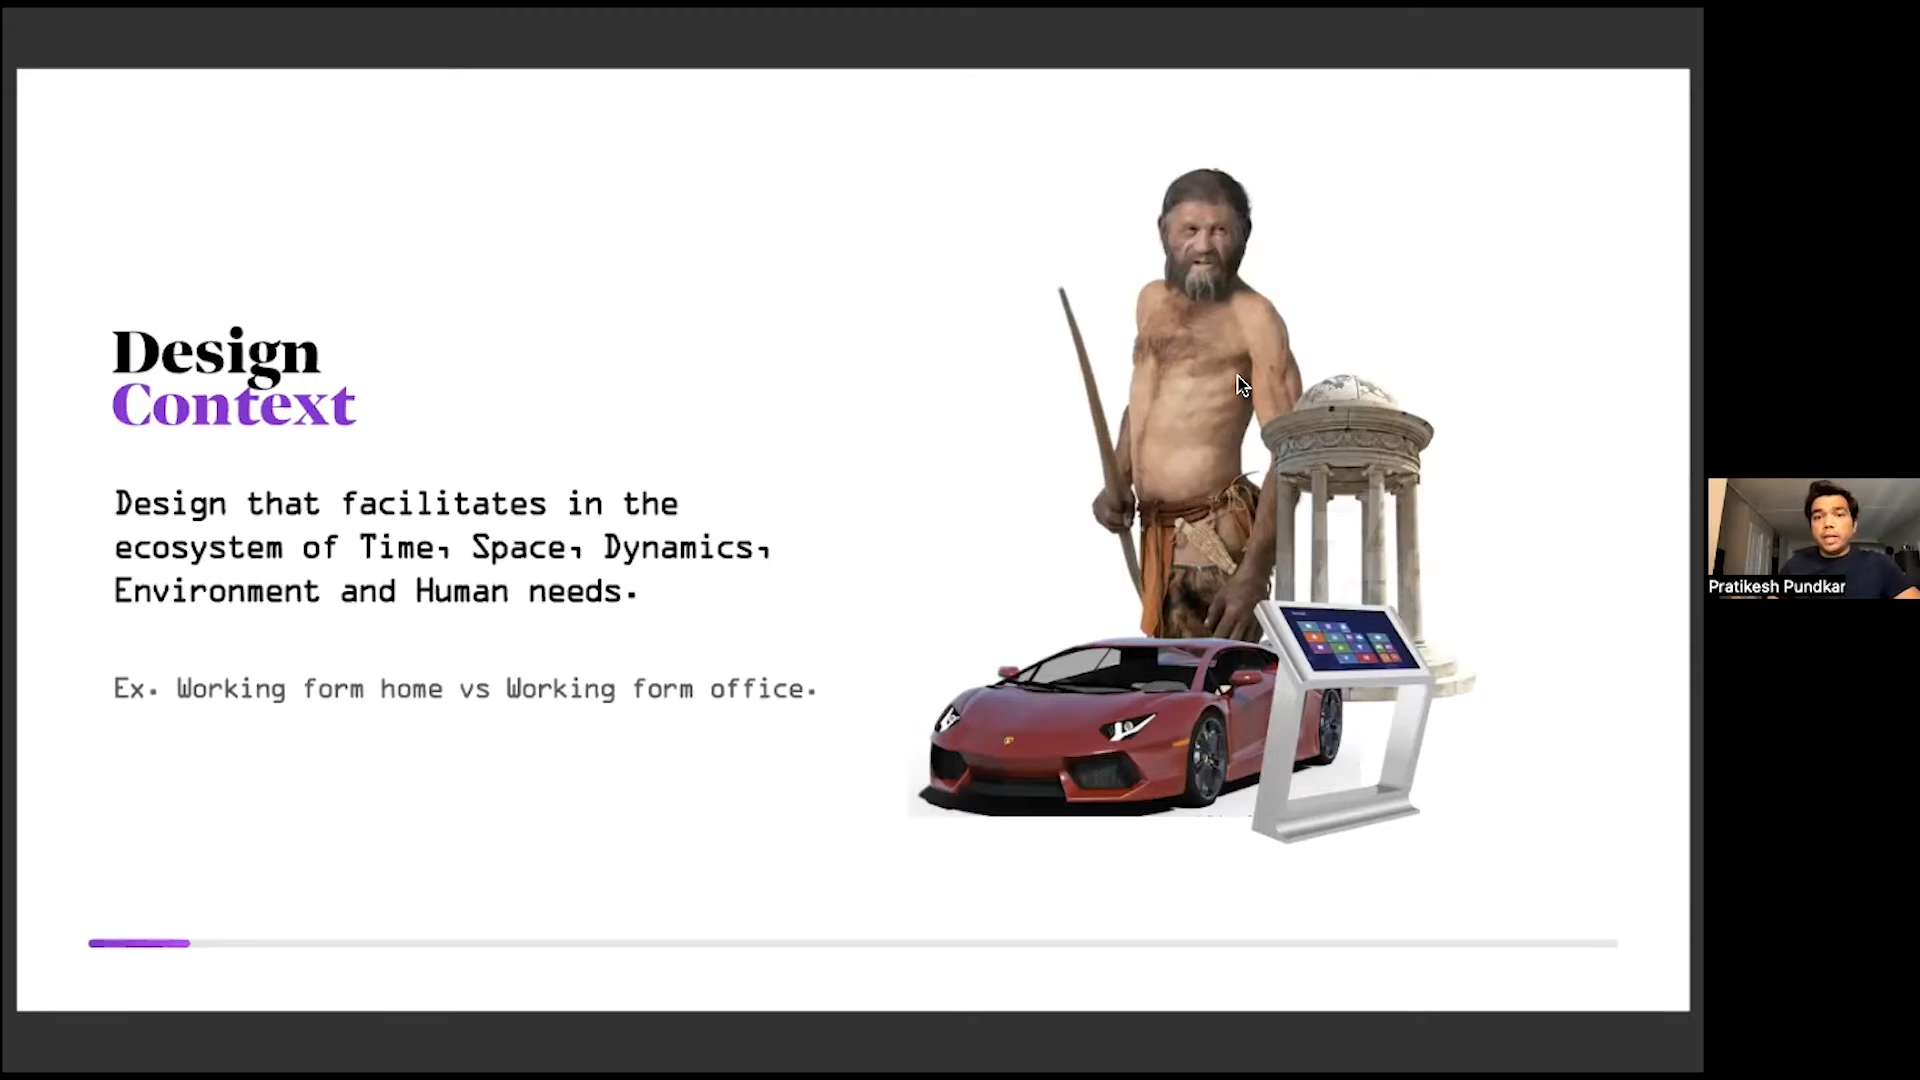 Design
Context
Design that facilitates in the
ecosystem of Time, Space, Dynamics,
Environment and Human needs.
Ex. Working form home vs Working form office.
Pratikesh Pundkar